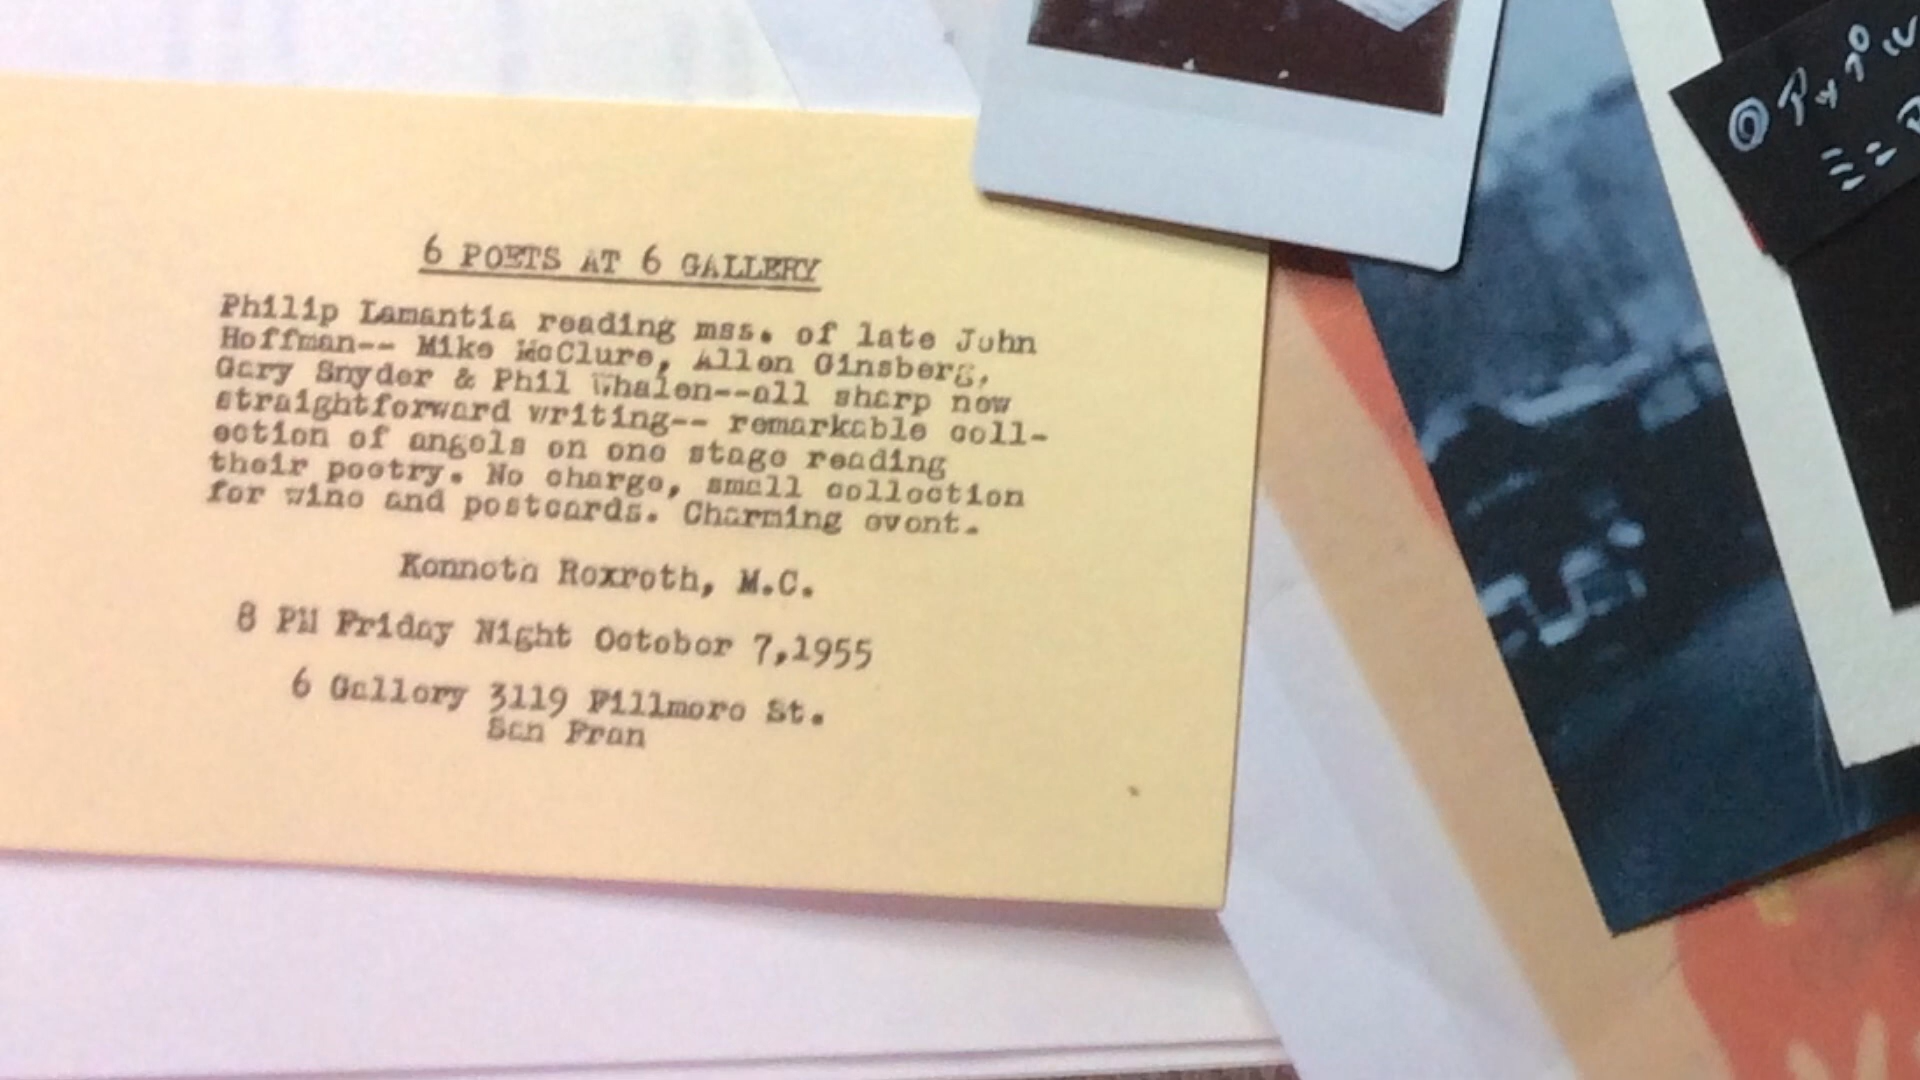 6 POETS AT 6 GALLERY
Philip Lamantia reading mss. of late John
Hoffman-- Mike McClure, Allen Ginsberg,
Gary Snyder & Phil Whalen--all sharp new
straightforward writing-- remarkable coll-
ection of angels on one stage reading
their poetry. No charge, small collection
for wine and postcards. Charming event.
Kenneth Rexroth, M.C.
8 PM Friday Night October 7,1955
6 Gallery 3119 Fillmore St.
San Fran